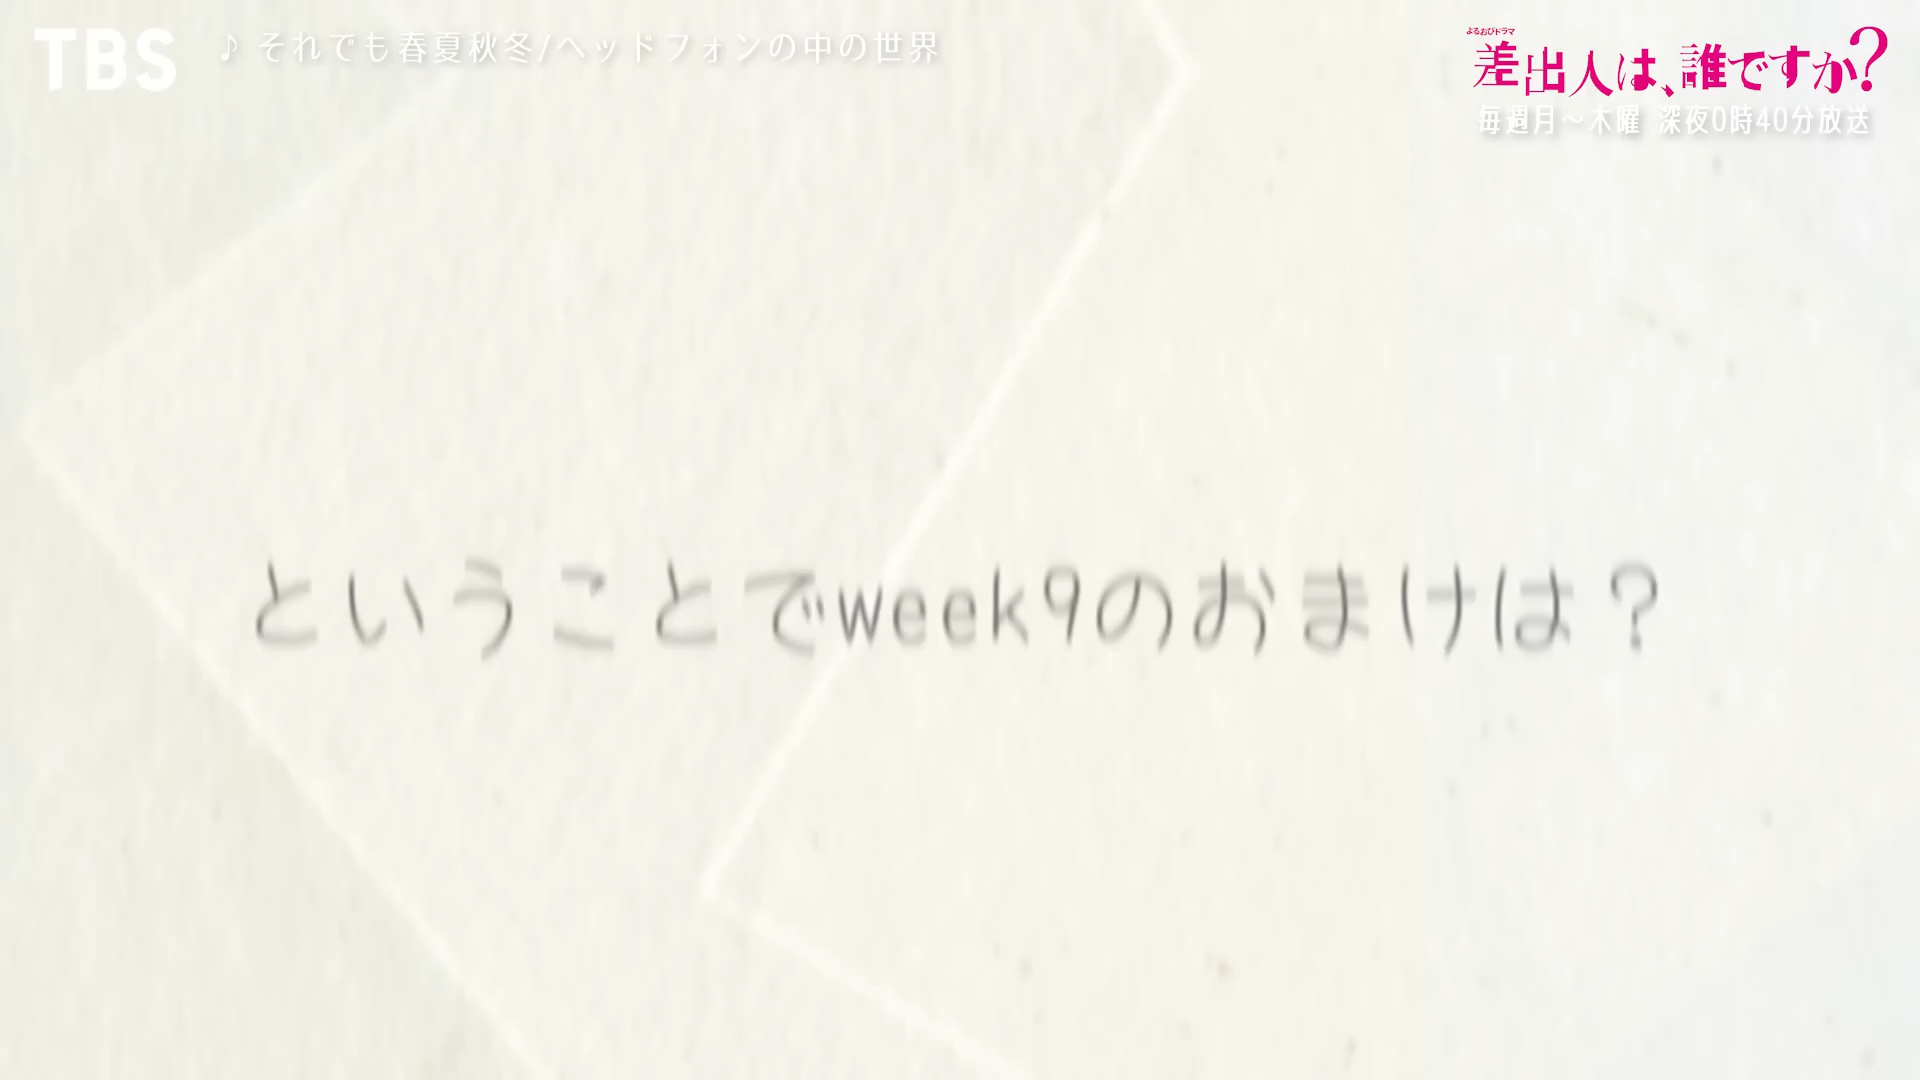 TBS
♪ それでも春夏秋冬/ヘッドフォンの中の世界
よるおびドラマ
差出人は、誰ですか?
毎週月〜木曜 深夜0時40分放送
ということでweek9のおまけは？